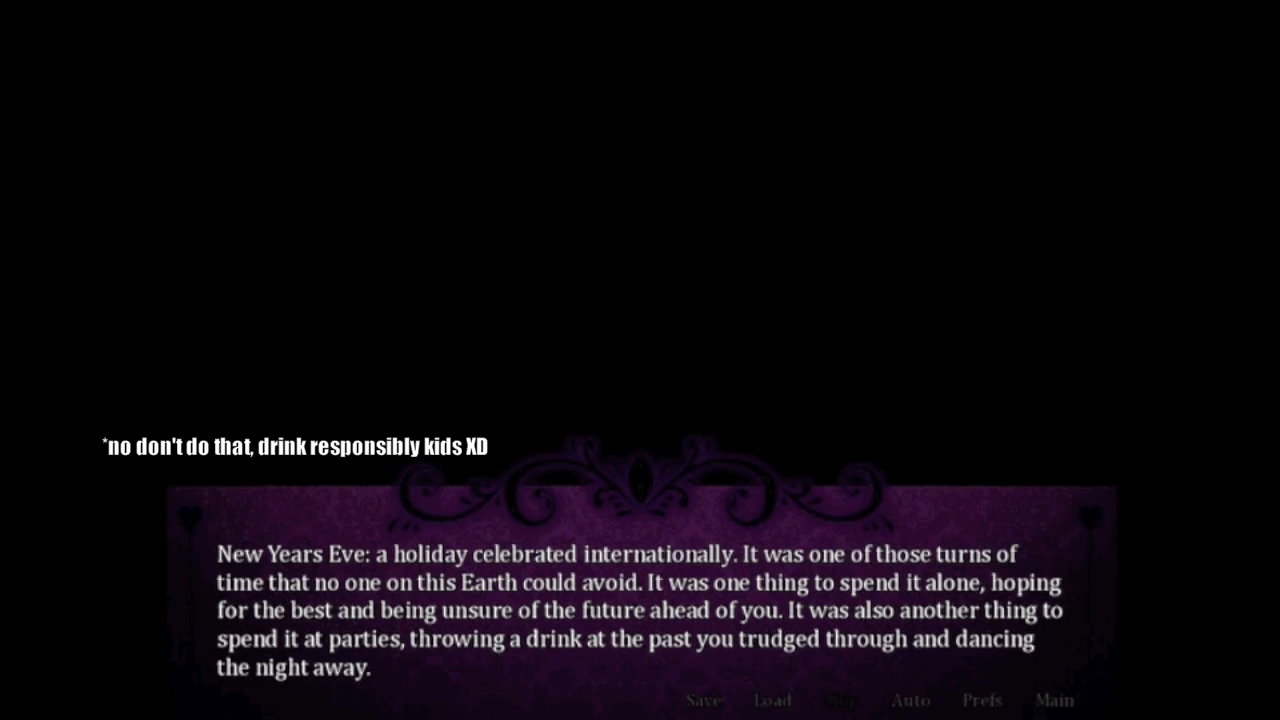 *no don't do that, drink responsibly kids XD
New Years Eve: a holiday celebrated internationally. It was one of those turns of
time that no one on this Earth could avoid. It was one thing to spend it alone, hoping
for the best and being unsure of the future ahead of you. It was also another thing to
spend it at parties, throwing a drink at the past you trudged through and dancing
the night away.
Save Load Skip Auto Prefs Main